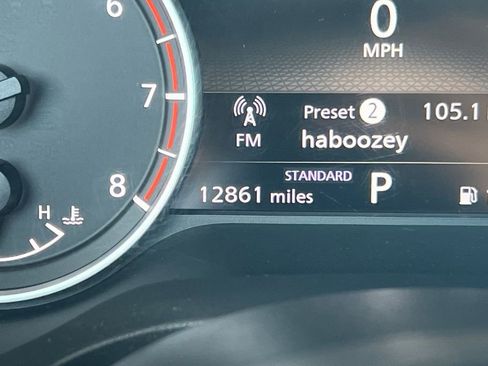 6
0
MPH
7
Preset 2 105.1
FM haboozey
STANDARD
8
12861 miles P
H